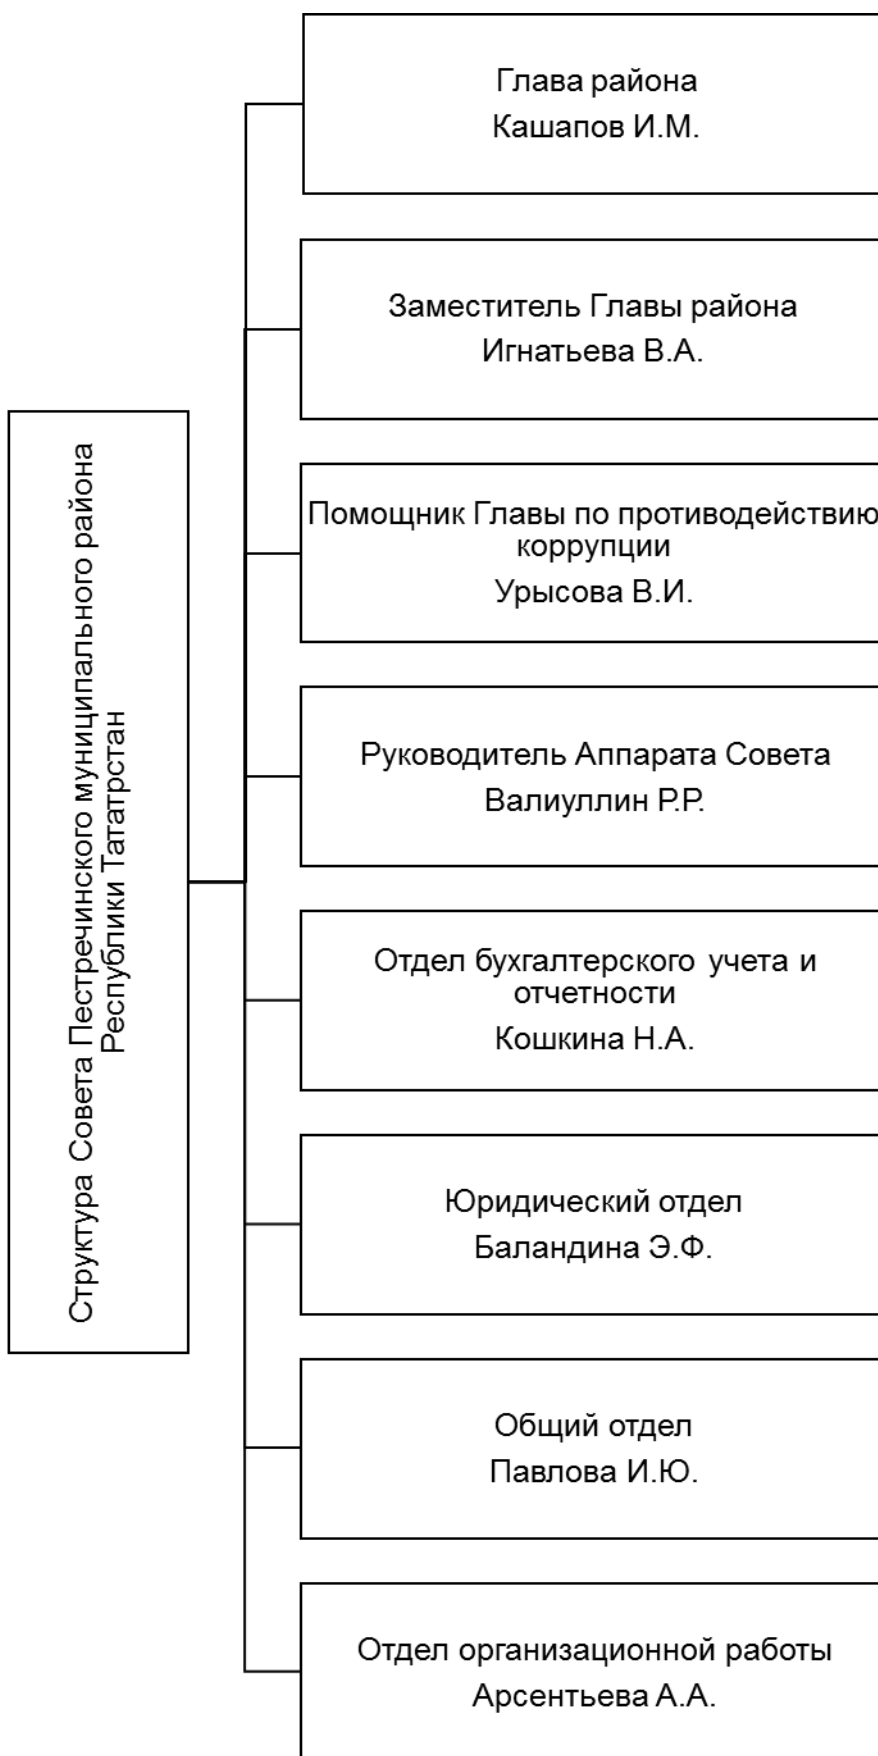 Структура Совета Пестречинского муниципального района
Республики Тататрстан
Глава района
Кашапов И.М.
Заместитель Главы района
Игнатьева В.А.
Помощник Главы по противодействию
коррупции
Урысова В.И.
Руководитель Аппарата Совета
Валиуллин Р.Р.
Отдел бухгалтерского учета и
отчетности
Кошкина Н.А.
Юридический отдел
Баландина Э.Ф.
Общий отдел
Павлова И.Ю.
Отдел организационной работы
Арсентьева А.А.